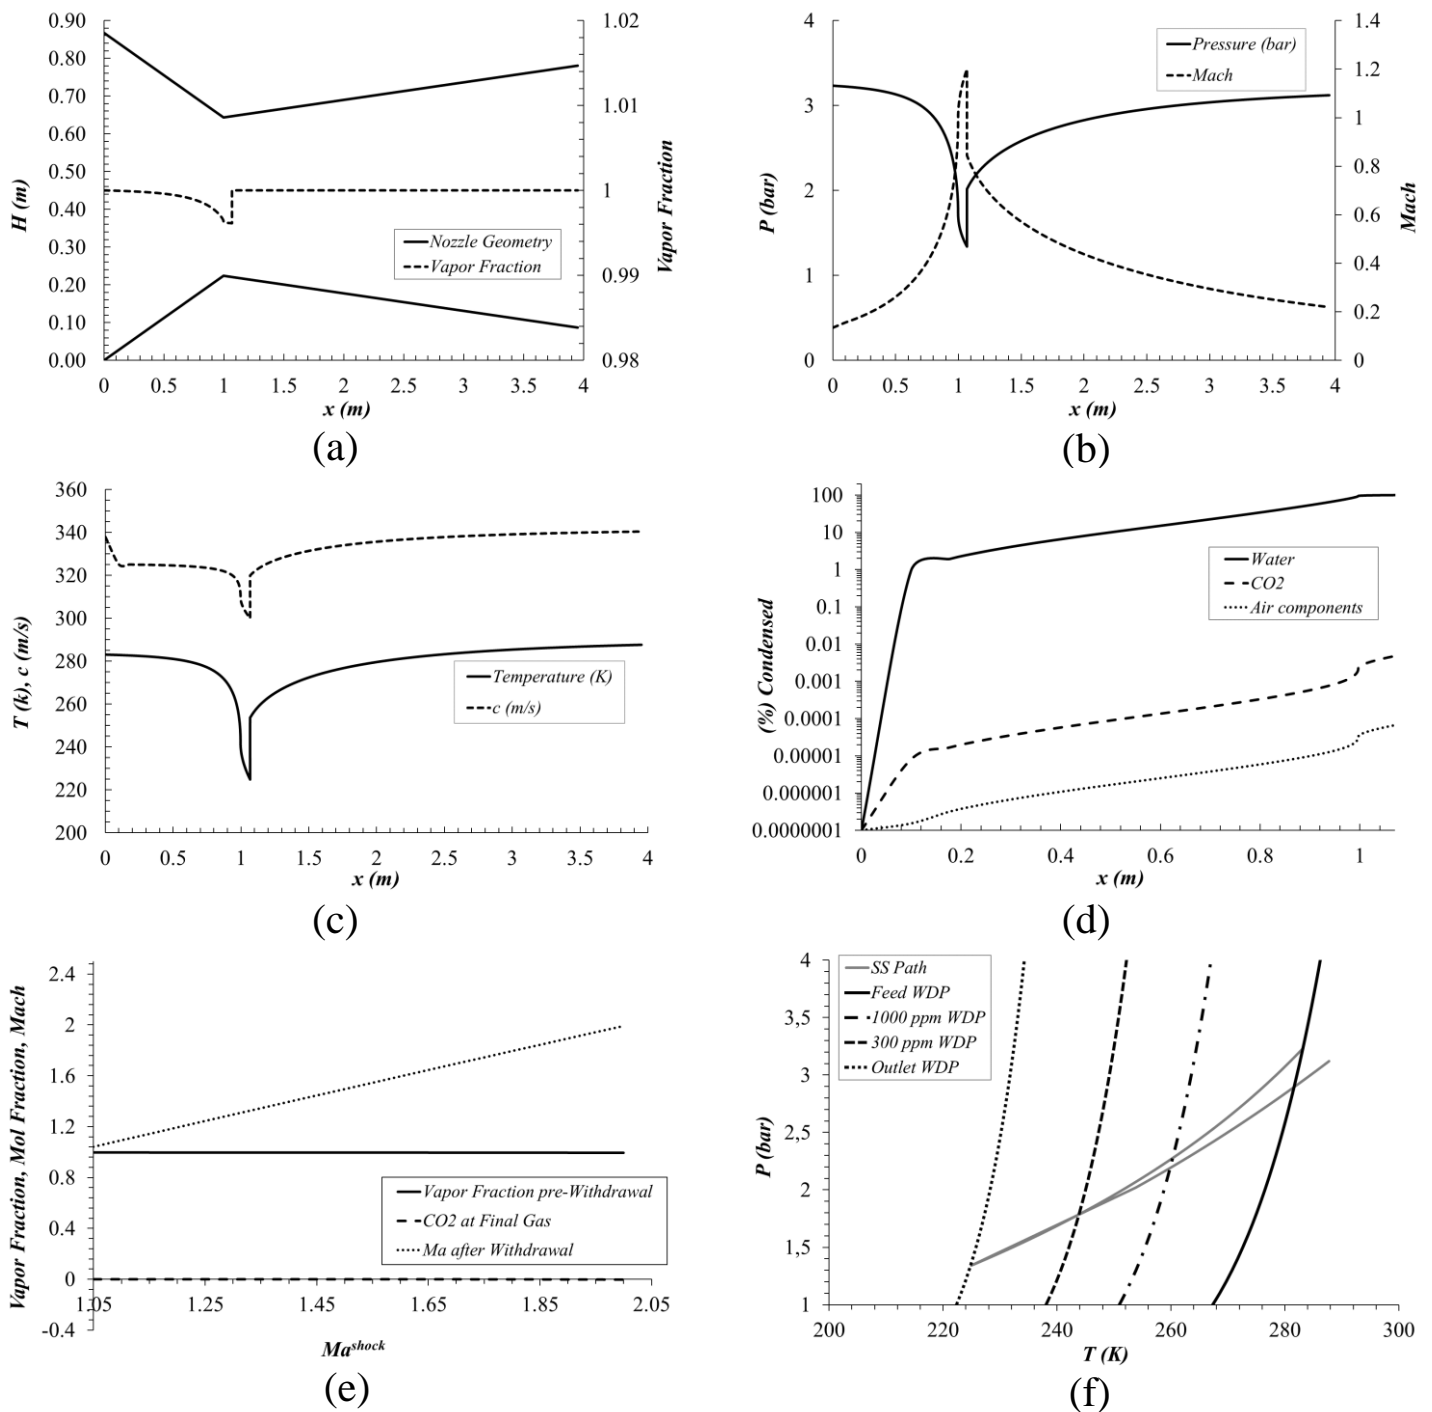 0.90
0.80
0.70
0.60
0.50
0.40
0.30
0.20
0.10
0.00
H (m)
1.02
1.01
1
0.99
0.98
Vapor Fraction
Nozzle Geometry
Vapor Fraction
0 0.5 1 1.5 2 2.5 3 3.5 4
x (m)
(a)
4
3
2
1
0
P (bar)
1.4
1.2
1
0.8
0.6
0.4
0.2
0
Mach
Pressure (bar)
Mach
0 0.5 1 1.5 2 2.5 3 3.5 4
x (m)
(b)
360
340
320
300
280
260
240
220
200
T (k), c (m/s)
Temperature (K)
c (m/s)
0 0.5 1 1.5 2 2.5 3 3.5 4
x (m)
(c)
100
10
1
0.1
0.01
0.001
0.0001
0.00001
0.000001
0.0000001
(%) Condensed
Water
CO2
Air components
0 0.2 0.4 0.6 0.8 1
x (m)
(d)
2.4
2
1.6
1.2
0.8
0.4
0
-0.4
Vapor Fraction, Mol Fraction, Mach
Vapor Fraction pre-Withdrawal
CO2 at Final Gas
Ma after Withdrawal
1.05 1.25 1.45 1.65 1.85 2.05
Ma^shock
(e)
4
3,5
3
2,5
2
1,5
1
P (bar)
SS Path
Feed WDP
1000 ppm WDP
300 ppm WDP
Outlet WDP
200 220 240 260 280 300
T (K)
(f)